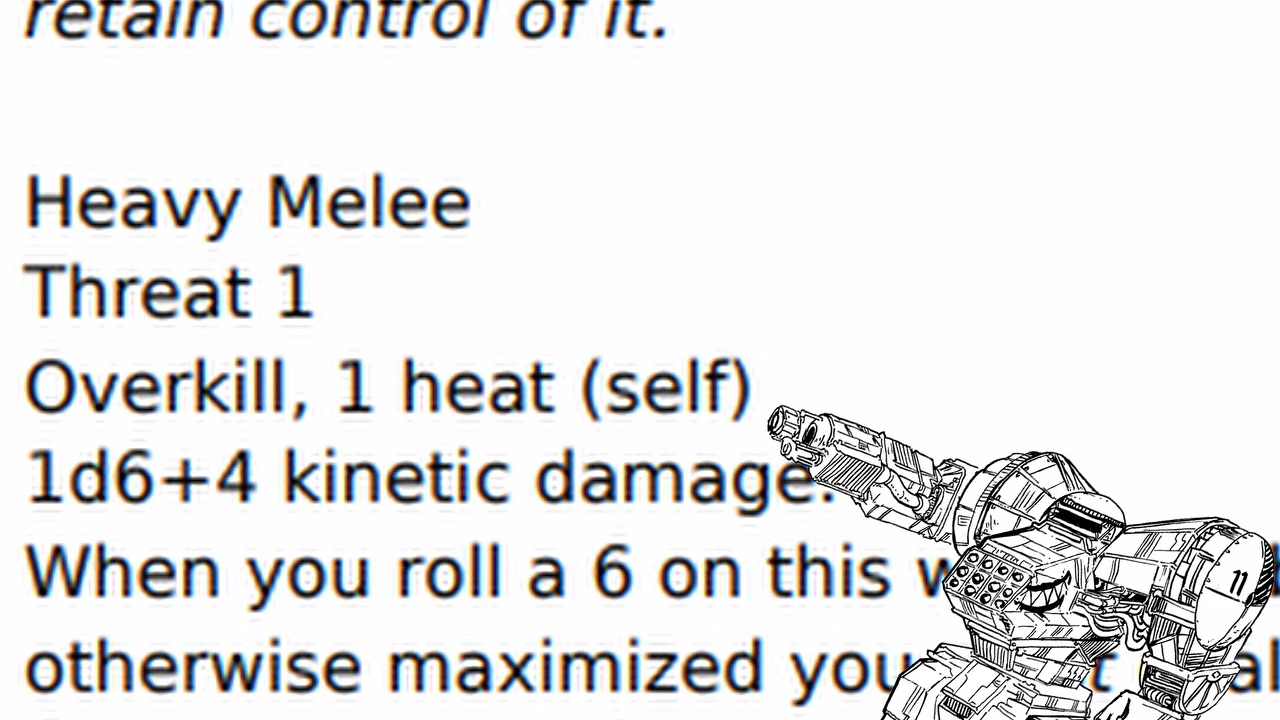 retain control of it.
Heavy Melee
Threat 1
Overkill, 1 heat (self)
1d6+4 kinetic damage.
When you roll a 6 on this
otherwise maximized
11